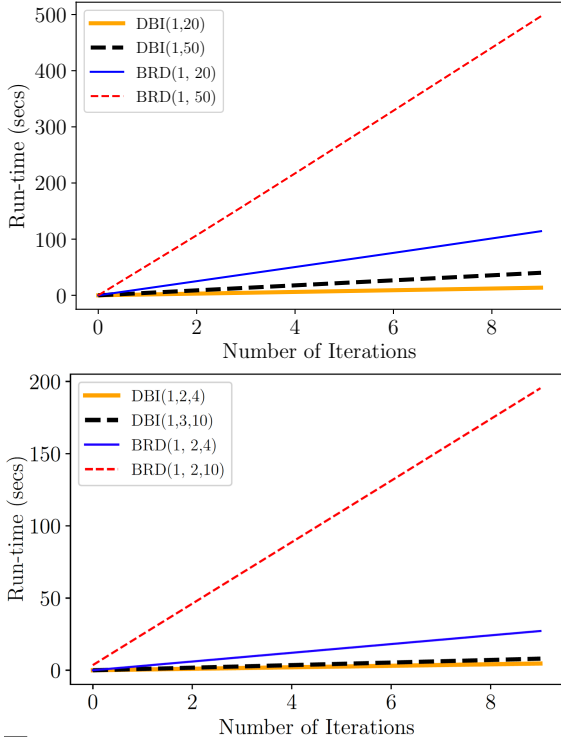 500
400
300
200
100
0
Run-time (secs)
DBI(1,20)
DBI(1,50)
BRD(1, 20)
BRD(1, 50)
0 2 4 6 8
Number of Iterations
200
150
100
50
0
Run-time (secs)
DBI(1,2,4)
DBI(1,3,10)
BRD(1, 2,4)
BRD(1, 2,10)
0 2 4 6 8
Number of Iterations